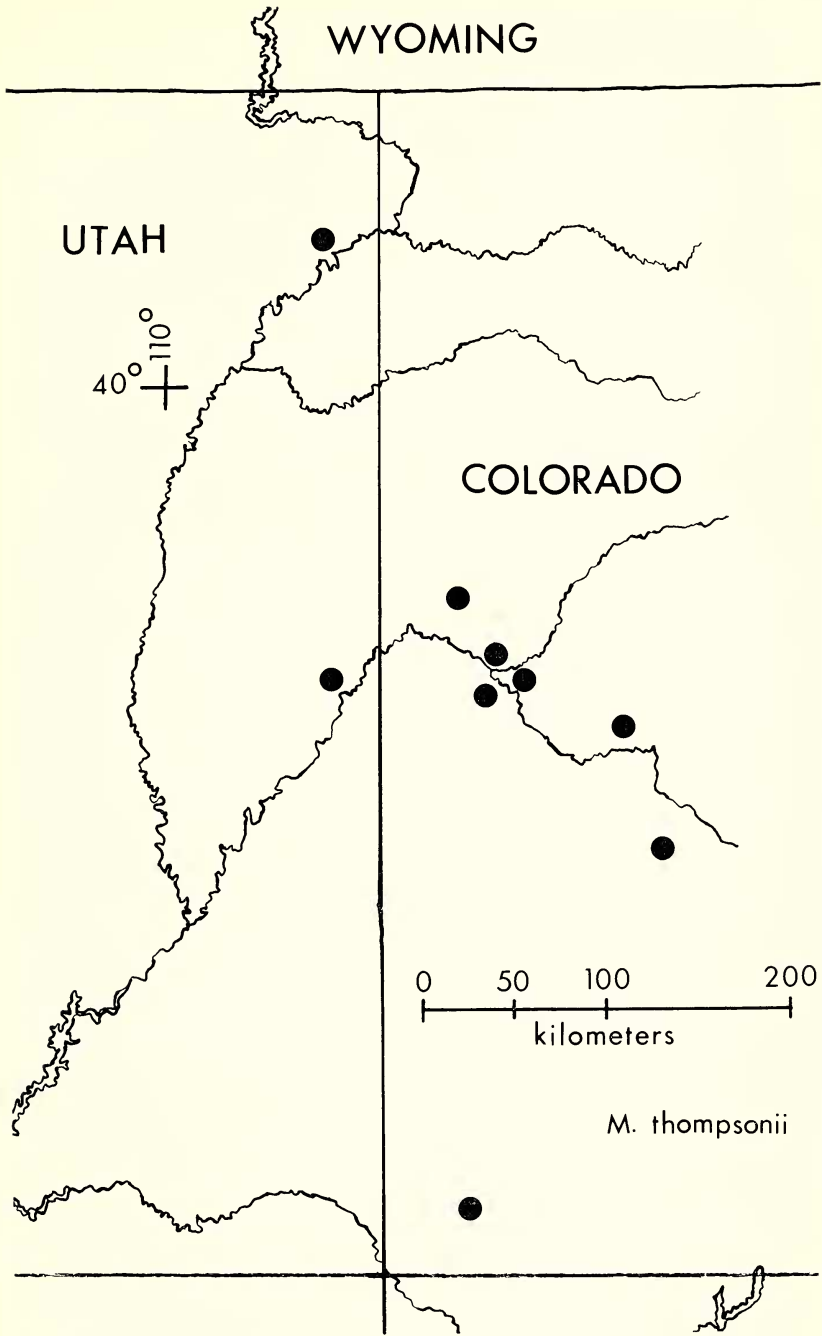 WYOMING
UTAH
110°
40°
COLORADO
0 50 100 200
kilometers
M. thompsonii